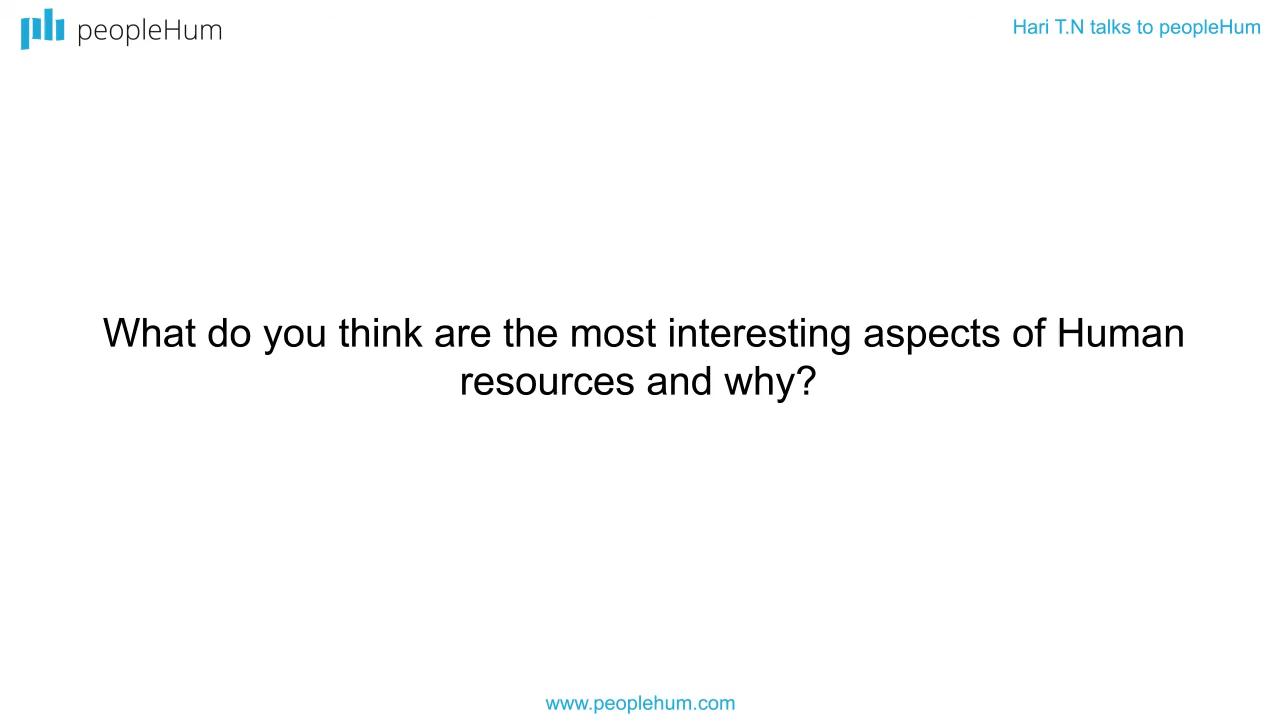 peopleHum
Hari T.N talks to peopleHum
What do you think are the most interesting aspects of Human
resources and why?
www.peoplehum.com